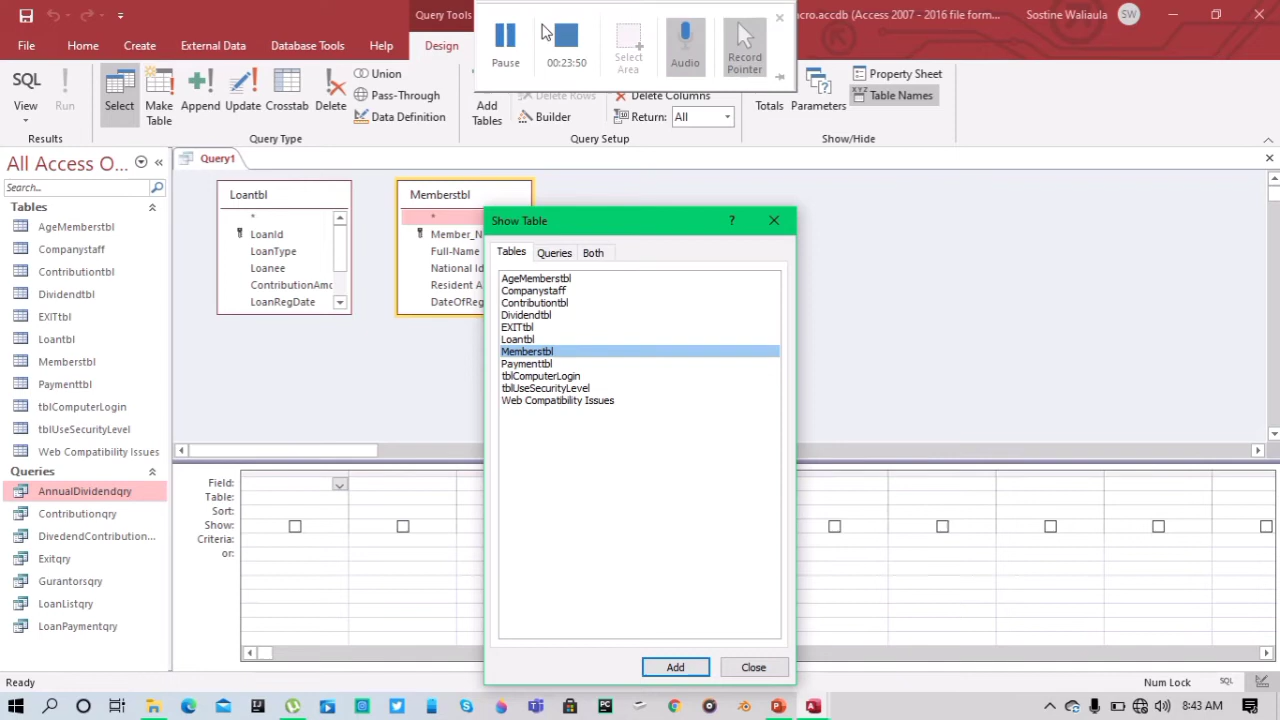 Query Tools
cro.accdb (Access 2007 - 2016 file form...
Sostine Waliaula
SW
File
Home
Create
External Data
Database Tools
Help
Design
Pause
00:23:50
Select Area
Audio
Record Pointer
SQL
View
Run
Select
Make Table
Append
Update
Crosstab
Delete
Union
Pass-Through
Data Definition
Add Tables
Delete Rows
Builder
Delete Columns
Return:
All
Totals
Parameters
Property Sheet
XYZ
Table Names
Results
Query Type
Query Setup
Show/Hide
All Access O...
Search...
Tables
AgeMemberstbl
Companystaff
Contributiontbl
Dividendtbl
EXITtbl
Loantbl
Memberstbl
Paymenttbl
tblComputerLogin
tblUseSecurityLevel
Web Compatibility Issues
Queries
AnnualDividendqry
Contributionqry
DivedendContribution...
Exitqry
Gurantorsqry
LoanListqry
LoanPaymentqry
Query1
Loantbl
*
LoanId
LoanType
Loanee
ContributionAmo
LoanRegDate
Memberstbl
*
Member_N
Full-Name
National Id
Resident A
DateOfReg
Show Table
?
Tables
Queries
Both
AgeMemberstbl
Companystaff
Contributiontbl
Dividendtbl
EXITtbl
Loantbl
Memberstbl
Paymenttbl
tblComputerLogin
tblUseSecurityLevel
Web Compatibility Issues
Add
Close
Field:
Table:
Sort:
Show:
Criteria:
or:
Ready
Num Lock
SQL
8:43 AM